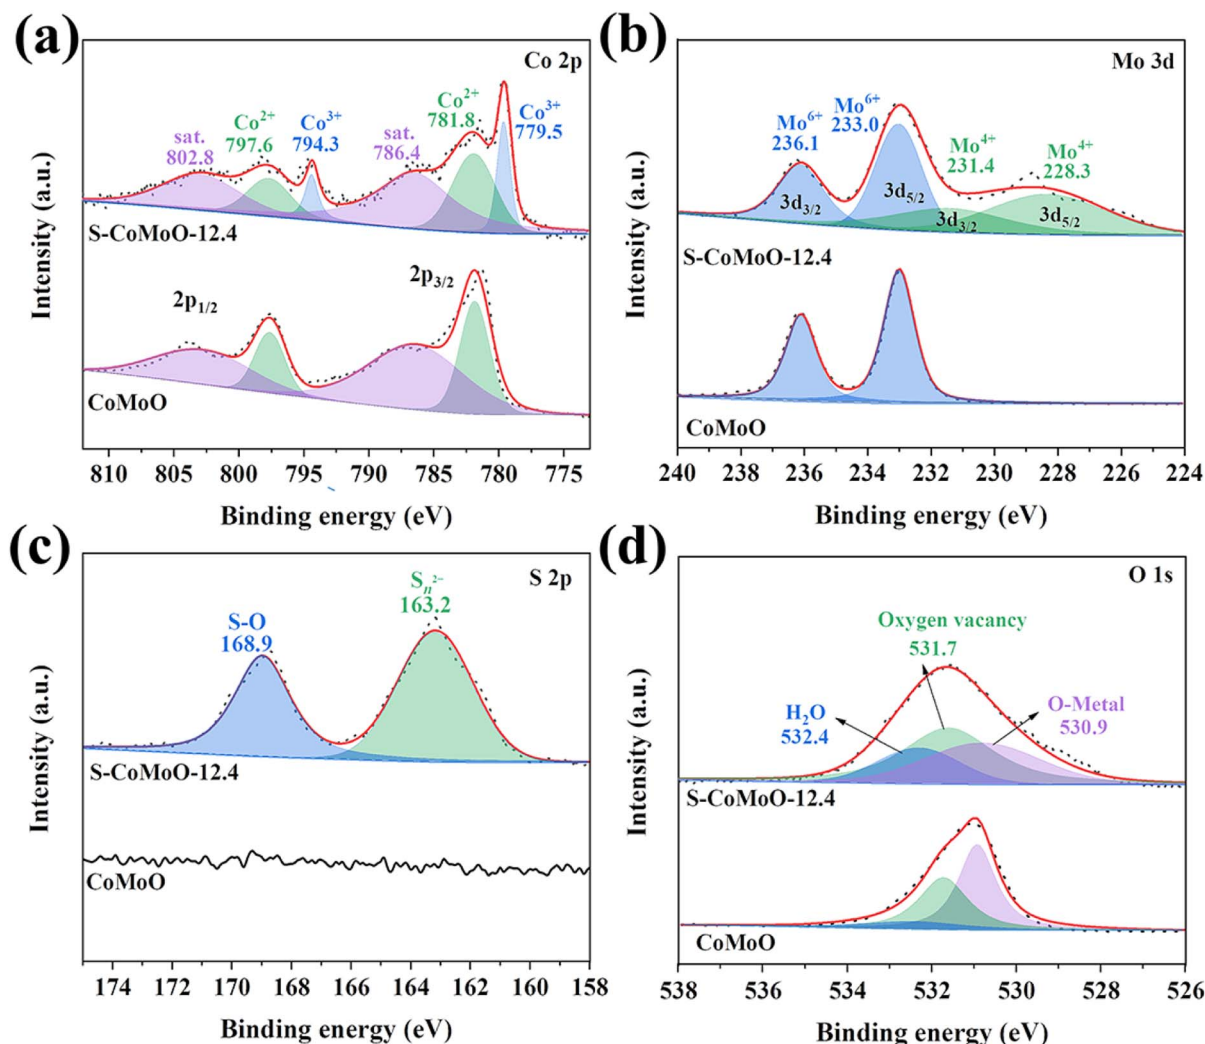 (a)
Co 2p
Co²⁺
781.8
Co³⁺
779.5
sat.
802.8
Co²⁺
797.6
Co³⁺
794.3
sat.
786.4
S-CoMoO-12.4
2p₁/₂
2p₃/₂
CoMoO
Intensity (a.u.)
810 805 800 795 790 785 780 775
Binding energy (eV)
(b)
Mo 3d
Mo⁶⁺
236.1
Mo⁶⁺
233.0
Mo⁴⁺
231.4
Mo⁴⁺
228.3
3d₃/₂
3d₅/₂
3d₃/₂
3d₅/₂
S-CoMoO-12.4
CoMoO
Intensity (a.u.)
240 238 236 234 232 230 228 226 224
Binding energy (eV)
(c)
S 2p
S-O
168.9
Sₙ²⁻
163.2
S-CoMoO-12.4
CoMoO
Intensity (a.u.)
174 172 170 168 166 164 162 160 158
Binding energy (eV)
(d)
O 1s
Oxygen vacancy
531.7
H₂O
532.4
O-Metal
530.9
S-CoMoO-12.4
CoMoO
Intensity (a.u.)
538 536 534 532 530 528 526
Binding energy (eV)